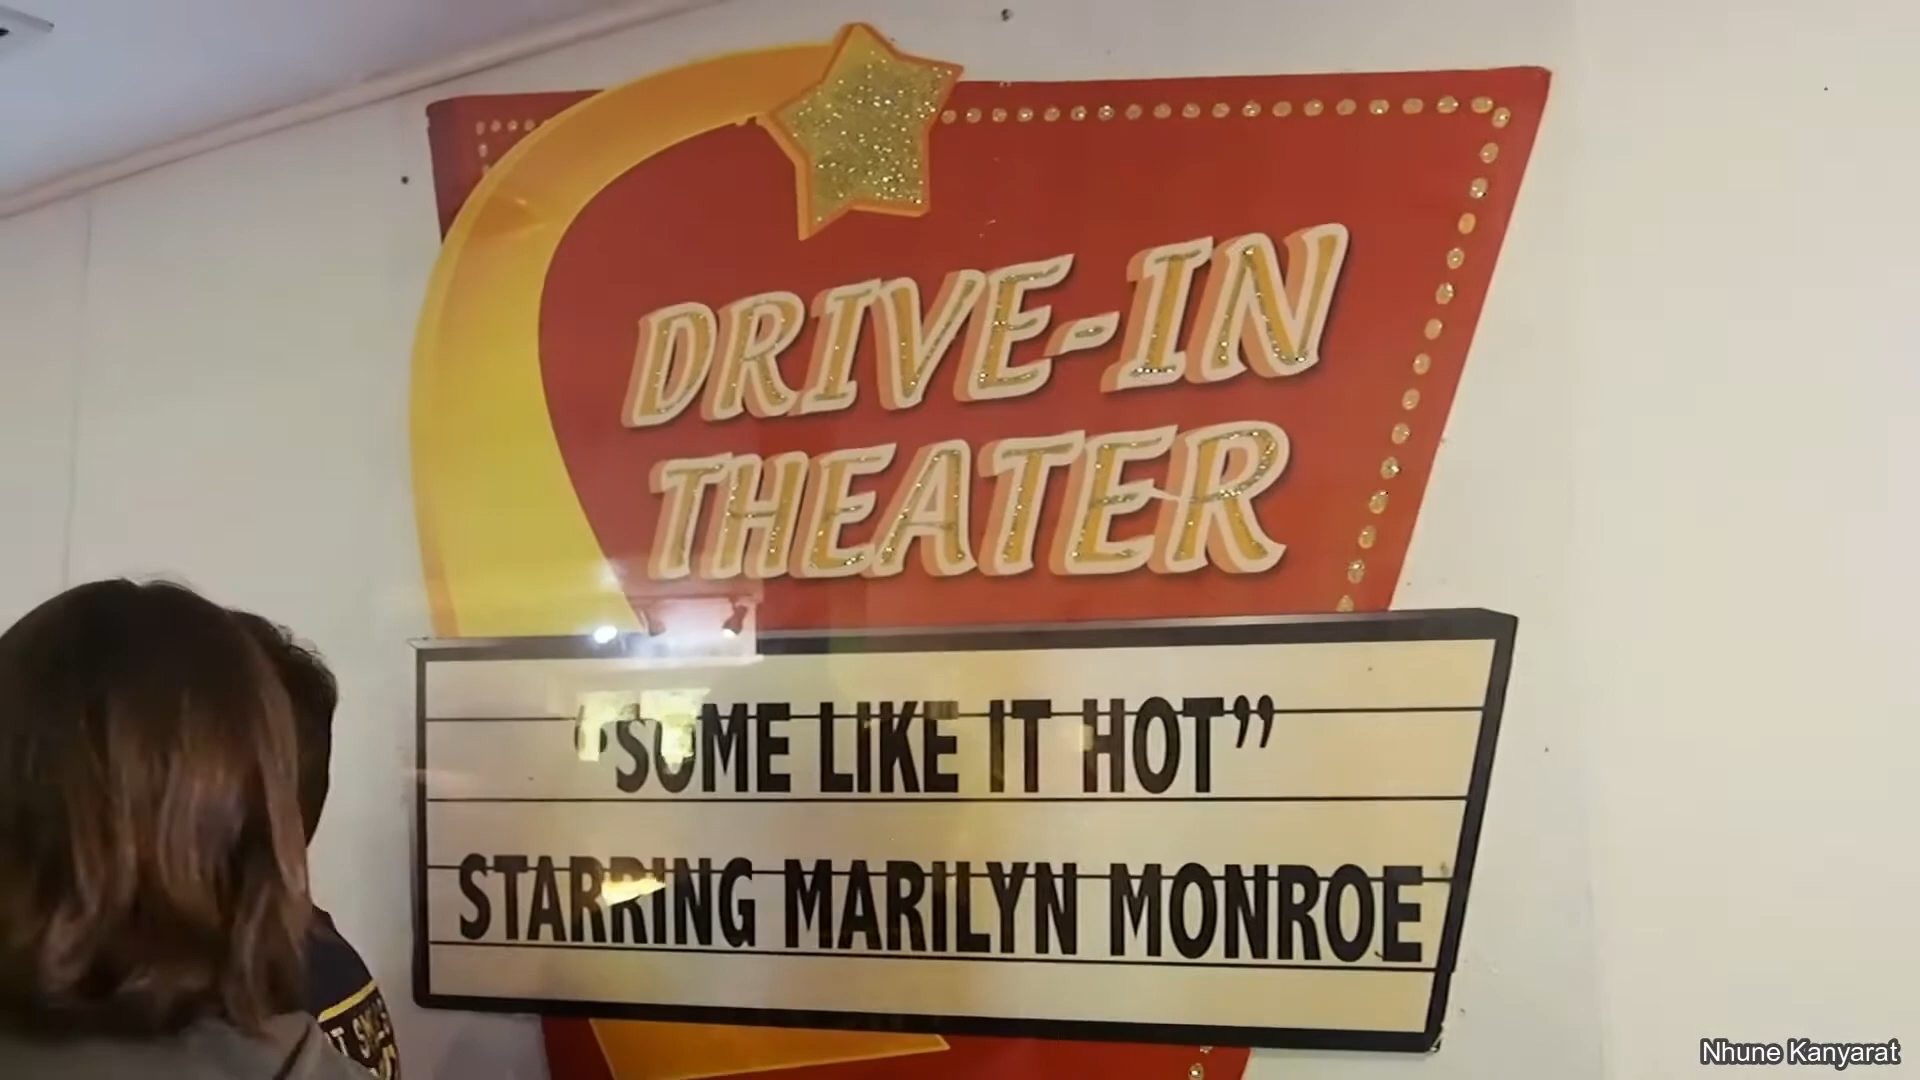 DRIVE-IN
THEATER
“SOME LIKE IT HOT”
STARRING MARILYN MONROE
Nhune Kanyarat